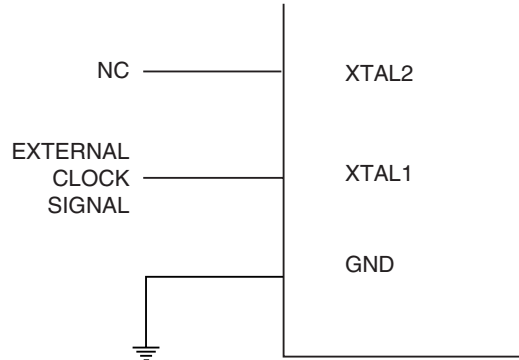 NC
XTAL2
EXTERNAL
CLOCK
SIGNAL
XTAL1
GND